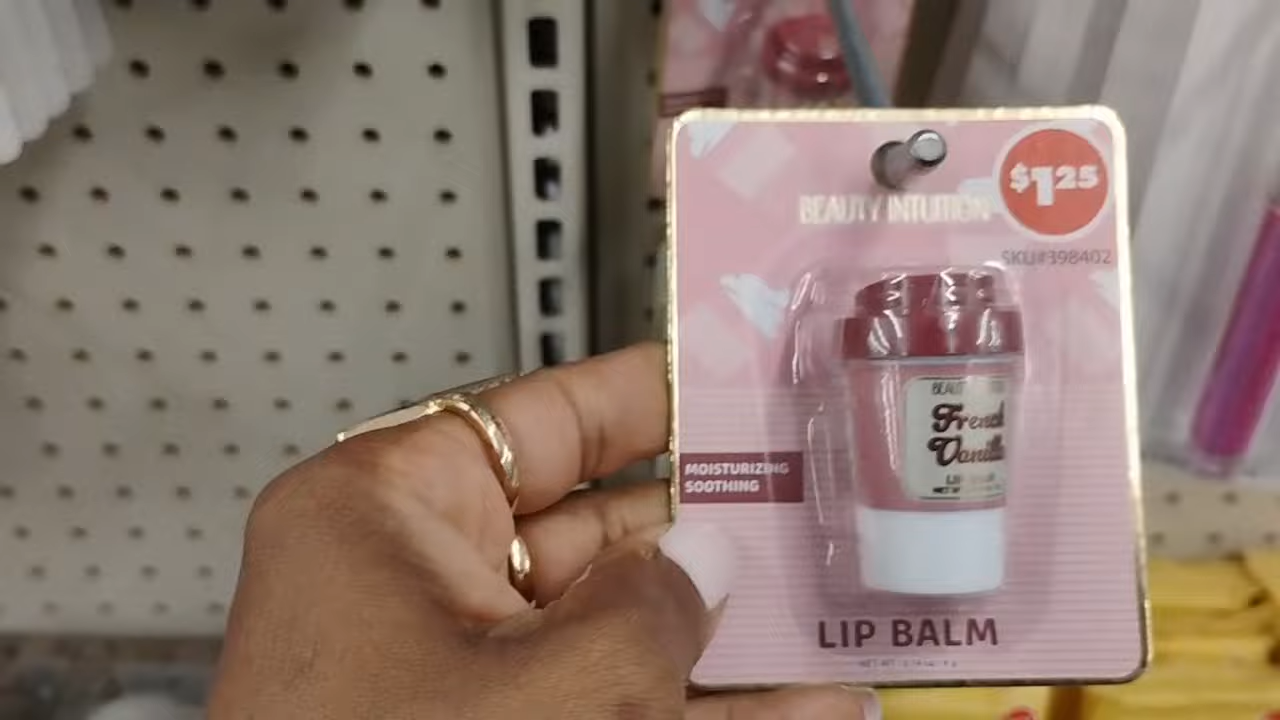 $1.25
BEAUTY INTUITION
SKU#398402
French
Vanilla
MOISTURIZING
SOOTHING
LIP BALM